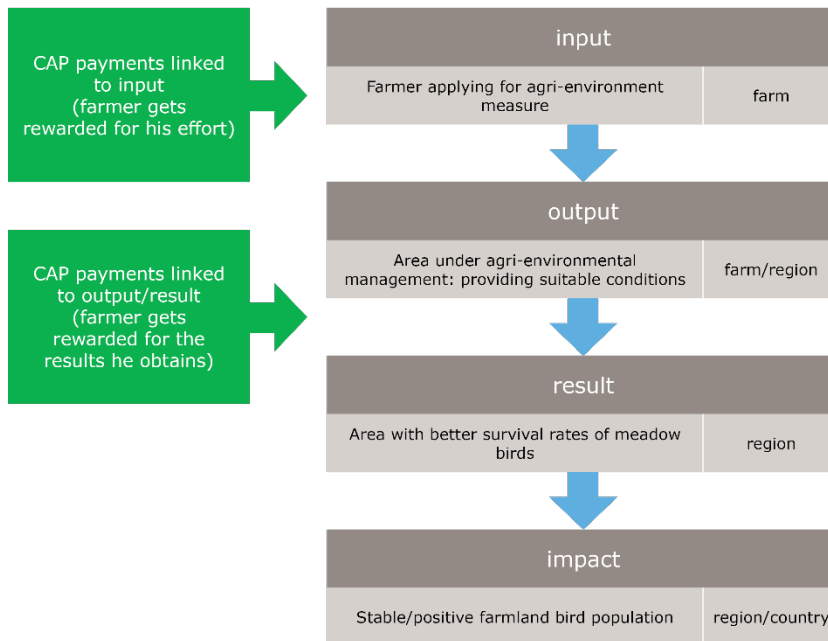 CAP payments linked
to input
(farmer gets
rewarded for his effort)
input
Farmer applying for agri-environment
measure
farm
output
Area under agri-environmental
management: providing suitable conditions
farm/region
CAP payments linked
to output/result
(farmer gets
rewarded for the
results he obtains)
result
Area with better survival rates of meadow
birds
region
impact
Stable/positive farmland bird population
region/country